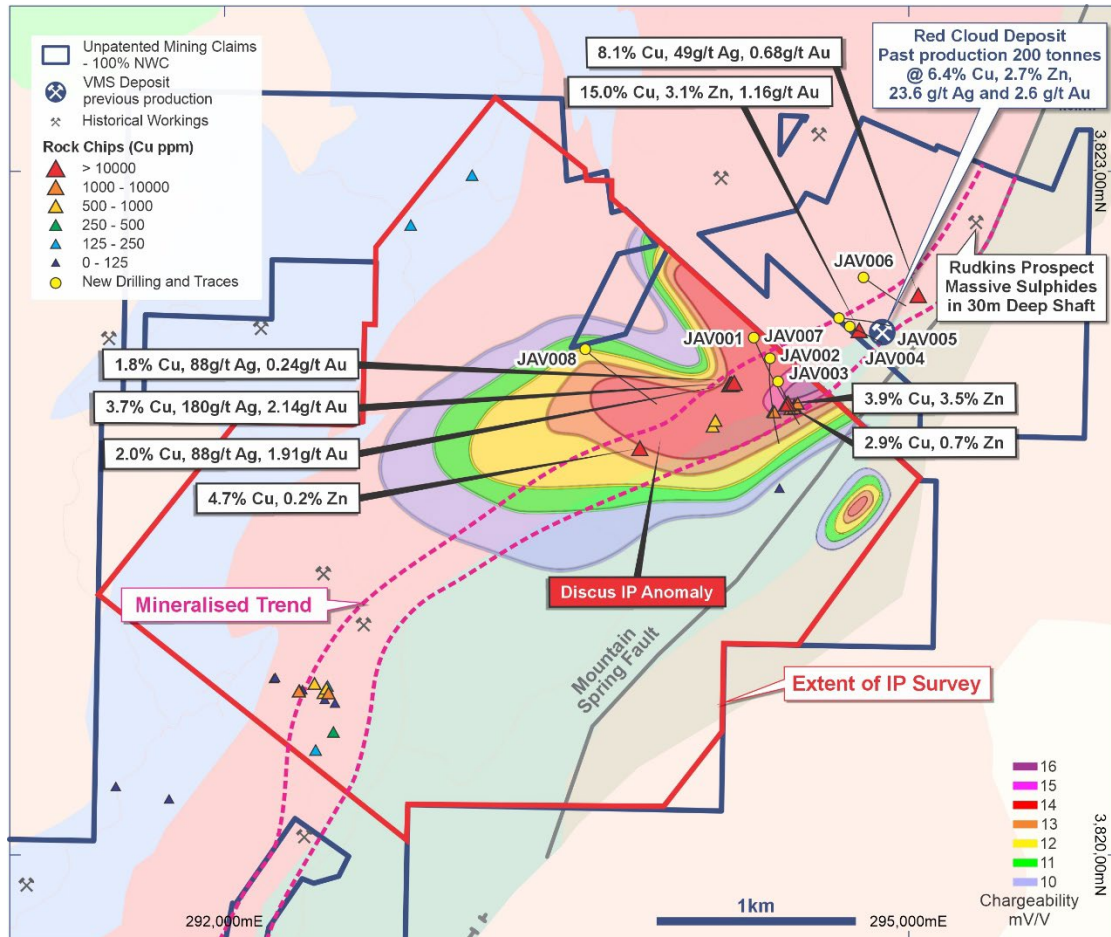 Unpatented Mining Claims
- 100% NWC
VMS Deposit
previous production
Historical Workings
Rock Chips (Cu ppm)
> 10000
1000 - 10000
500 - 1000
250 - 500
125 - 250
0 - 125
New Drilling and Traces
8.1% Cu, 49g/t Ag, 0.68g/t Au
15.0% Cu, 3.1% Zn, 1.16g/t Au
Red Cloud Deposit
Past production 200 tonnes
@ 6.4% Cu, 2.7% Zn,
23.6 g/t Ag and 2.6 g/t Au
3,823,00mN
JAV006
Rudkins Prospect
Massive Sulphides
in 30m Deep Shaft
JAV001
JAV007
JAV005
JAV008
JAV002
JAV004
JAV003
1.8% Cu, 88g/t Ag, 0.24g/t Au
3.7% Cu, 180g/t Ag, 2.14g/t Au
2.0% Cu, 88g/t Ag, 1.91g/t Au
4.7% Cu, 0.2% Zn
3.9% Cu, 3.5% Zn
2.9% Cu, 0.7% Zn
Discus IP Anomaly
Mineralised Trend
Mountain
Spring Fault
Extent of IP Survey
16
15
14
13
12
11
10
Chargeability
mV/V
3,820,00mN
292,000mE
1km
295,000mE